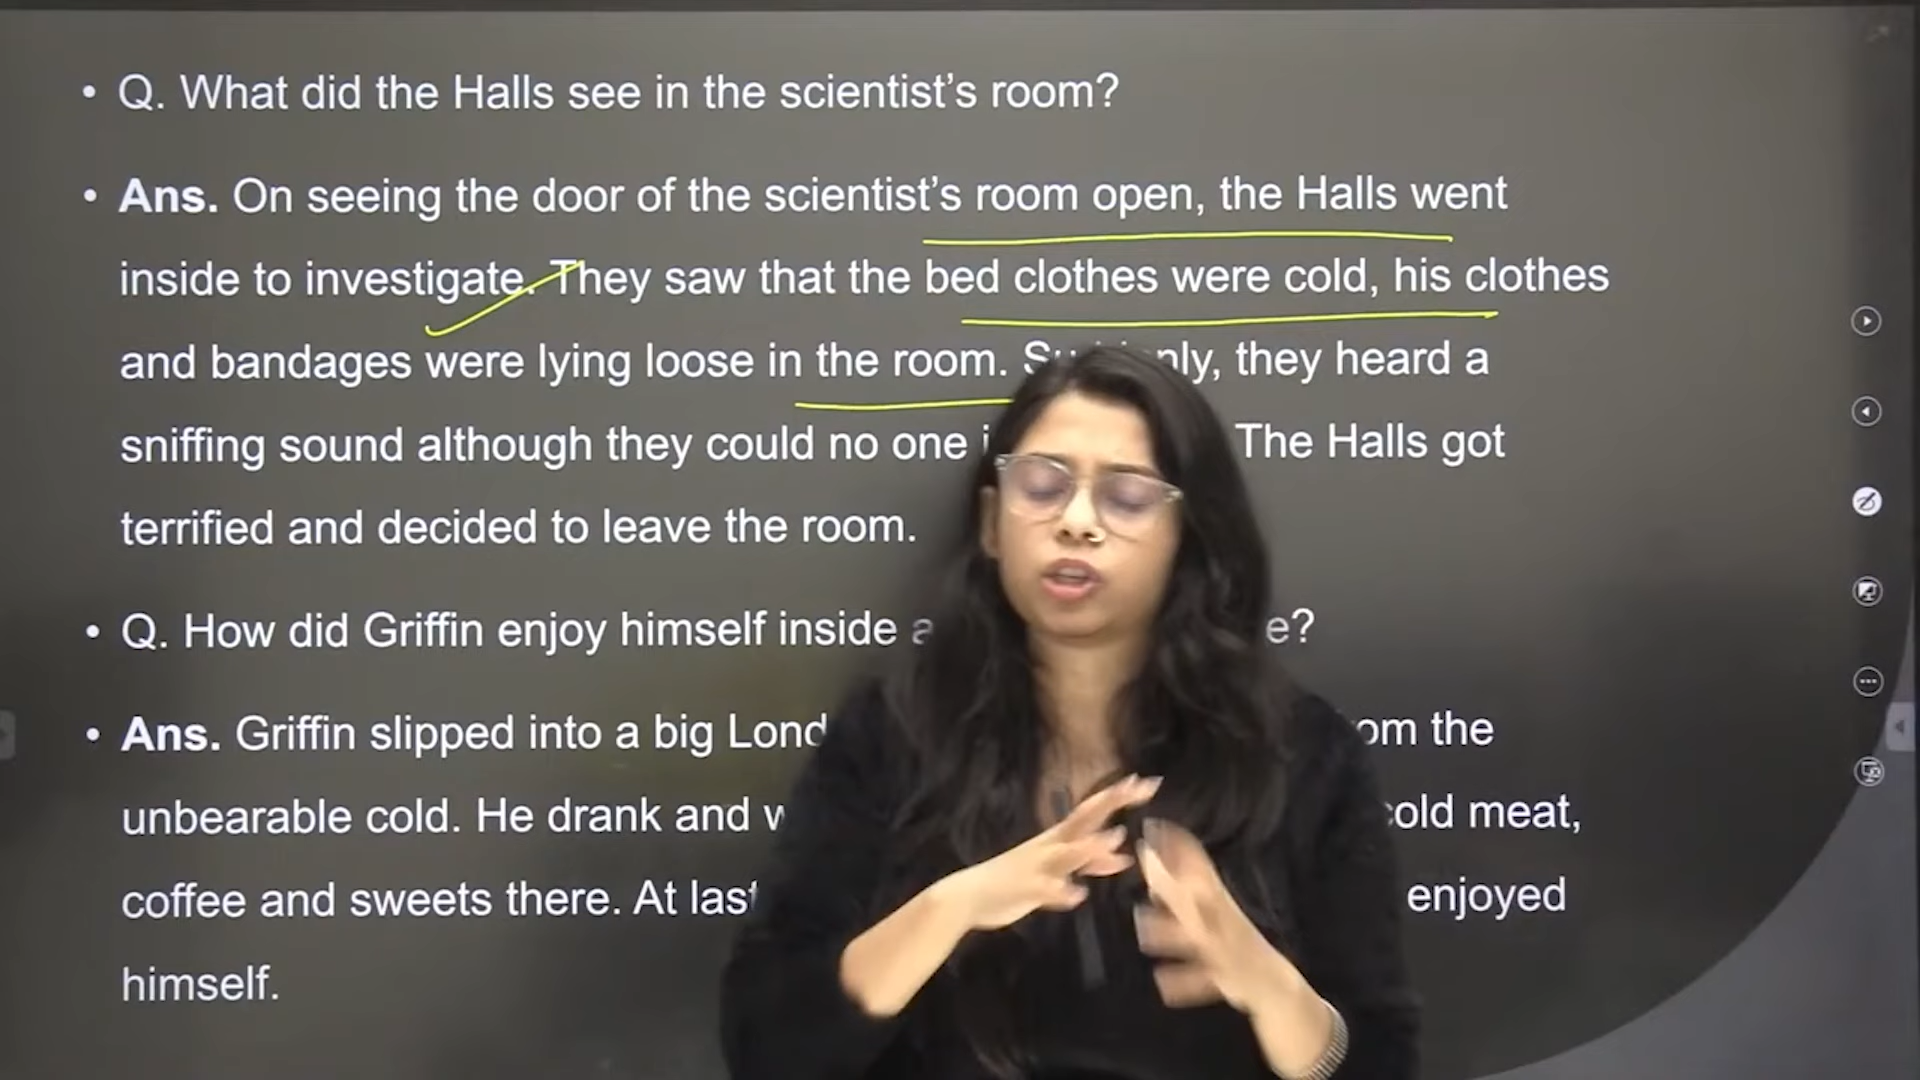 • Q. What did the Halls see in the scientist's room?
• Ans. On seeing the door of the scientist's room open, the Halls went
inside to investigate. They saw that the bed clothes were cold, his clothes
and bandages were lying loose in the room. they heard a
sniffing sound although they could no one The Halls got
terrified and decided to leave the room.
• Q. How did Griffin enjoy himself inside
• Ans. Griffin slipped into a big the
unbearable cold. He drank and cold meat,
coffee and sweets there. At last enjoyed
himself.